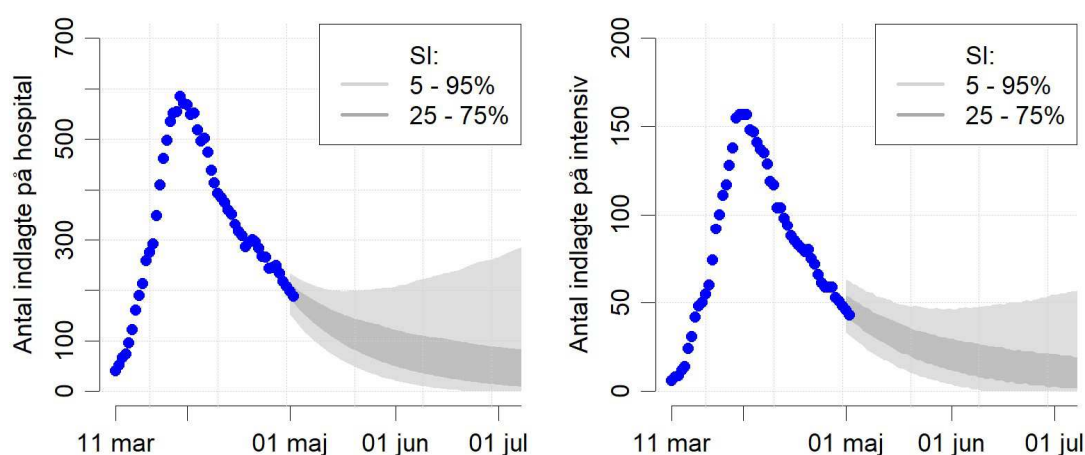 Antal indlagte på hospital
700
500
300
100
0
SI:
5 - 95%
25 - 75%
11 mar
01 maj
01 jun
01 jul
Antal indlagte på intensiv
200
150
100
50
0
SI:
5 - 95%
25 - 75%
11 mar
01 maj
01 jun
01 jul